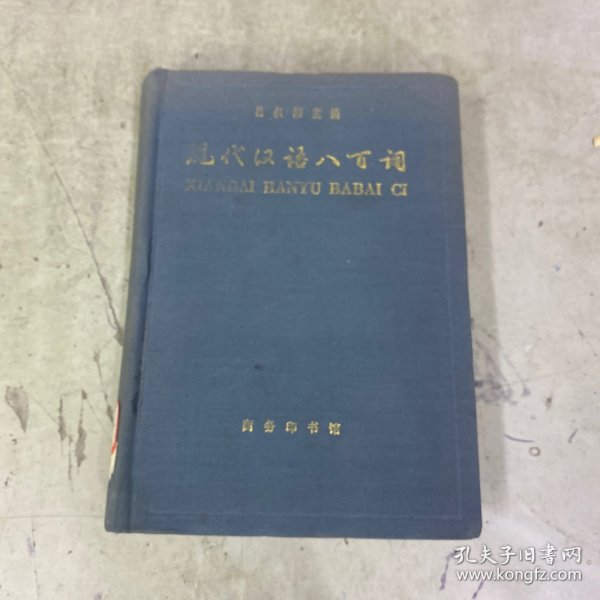 吕叔湘主编
现代汉语八百词
XIANDAI HANYU BABAI CI
商务印书馆
孔夫子旧书网
www.kongfz.com